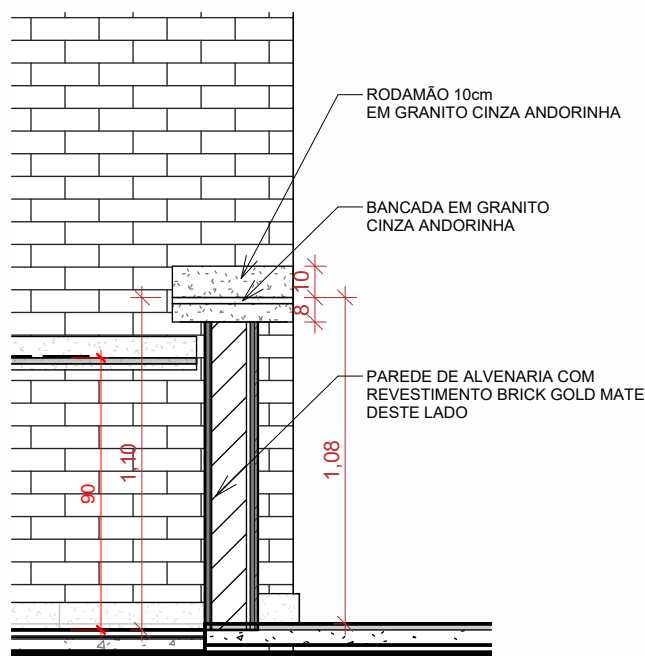 RODAMÃO 10cm
EM GRANITO CINZA ANDORINHA
BANCADA EM GRANITO
CINZA ANDORINHA
10
8
PAREDE DE ALVENARIA COM
REVESTIMENTO BRICK GOLD MATE
DESTE LADO
1,10
1,08
90